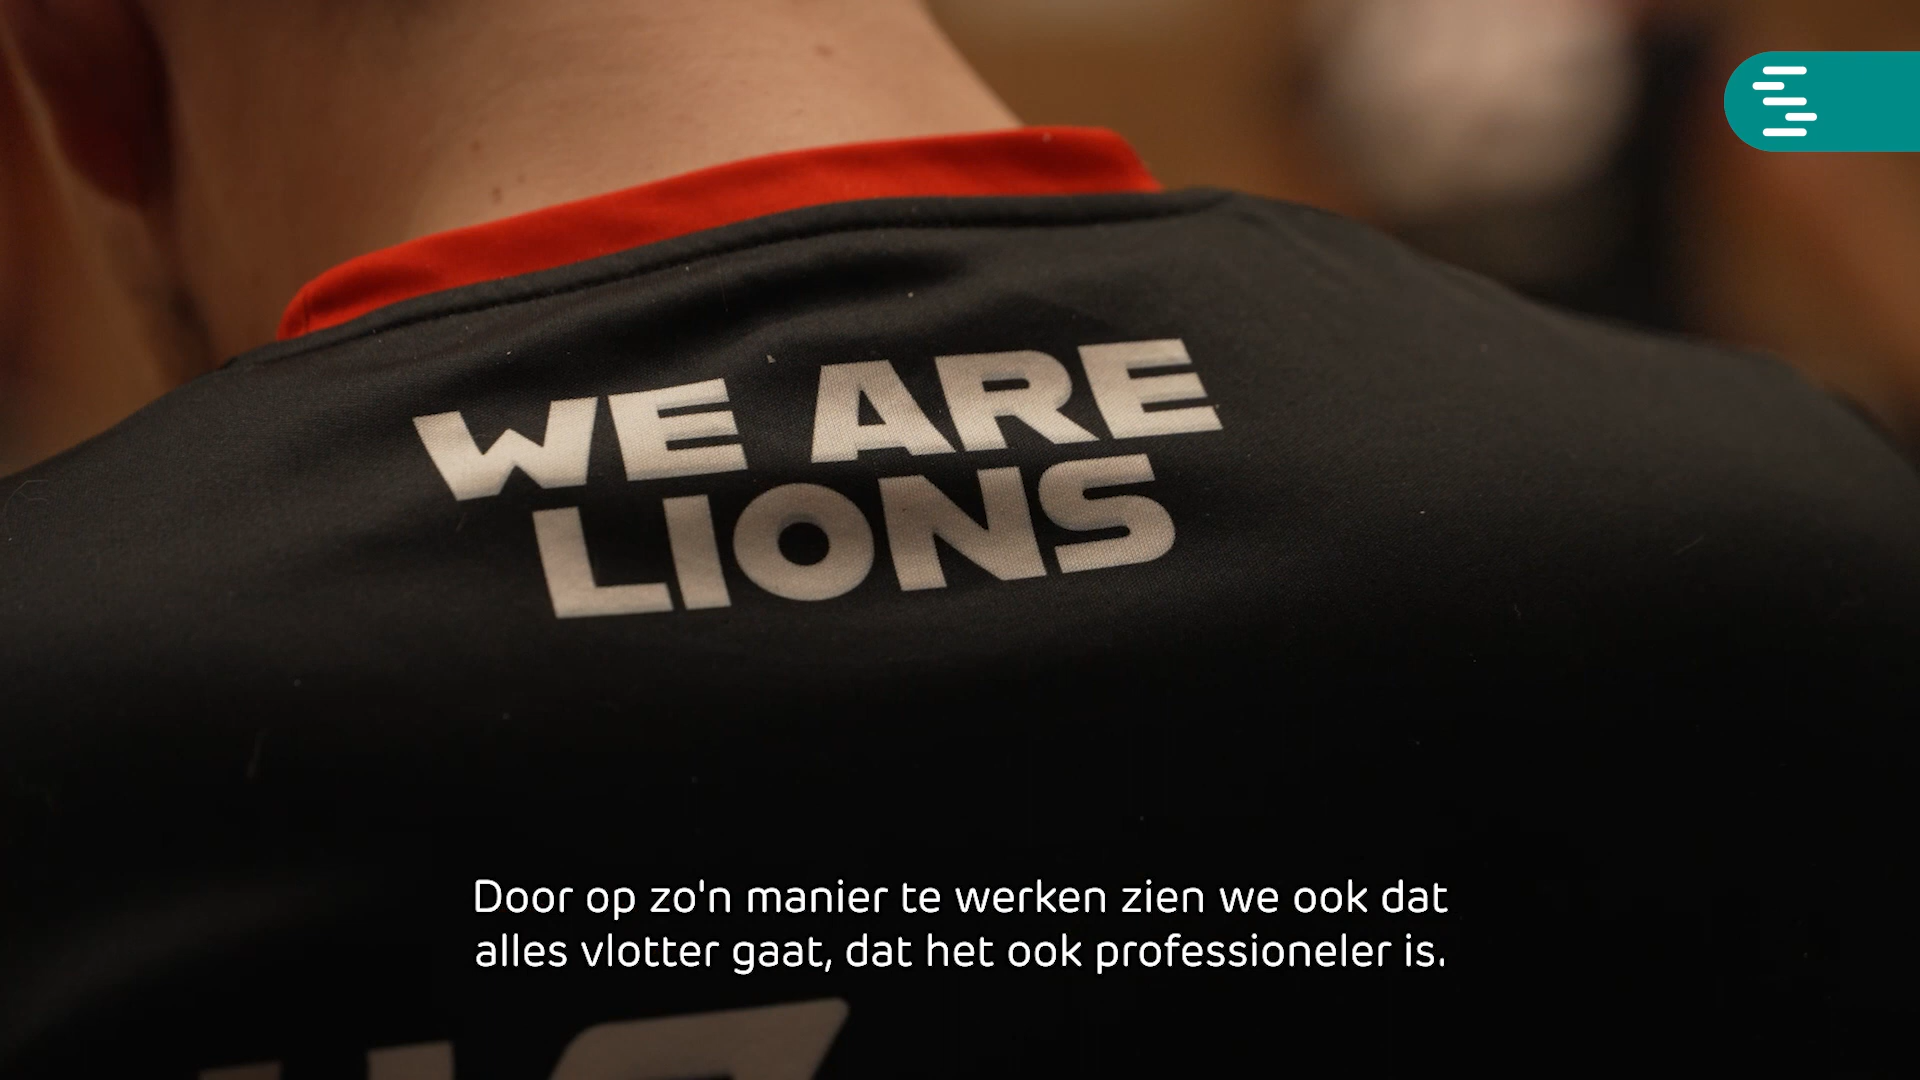 WE ARE
LIONS
Door op zo'n manier te werken zien we ook dat
alles vlotter gaat, dat het ook professioneler is.